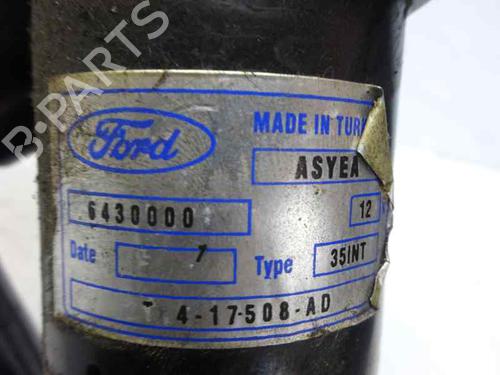 B-PARTS
Ford
MADE IN TUR
ASYEA
6430000
12
Date 7 Type 35INT
4-17508-AD